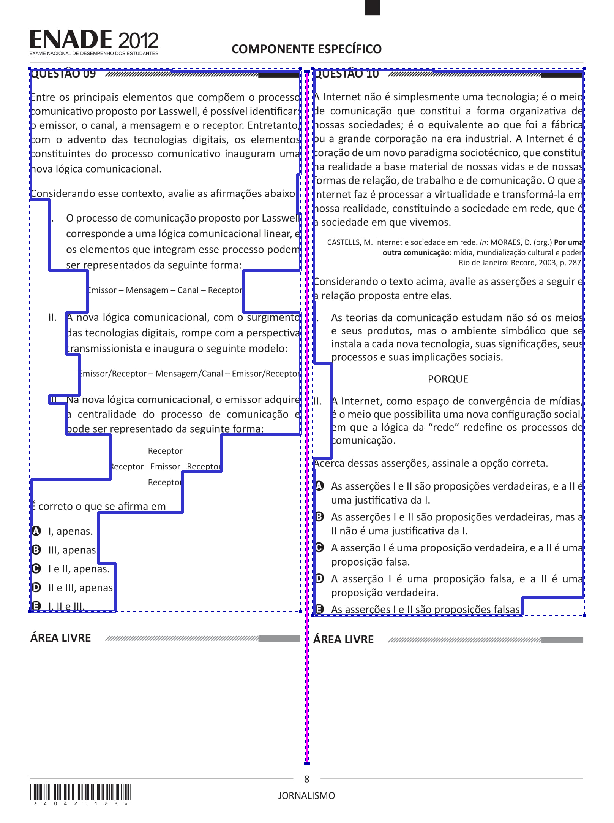 ENADE 2012
EXAME NACIONAL DE DESEMPENHO DOS ESTUDANTES
COMPONENTE ESPECÍFICO
QUESTÃO 09
Entre os principais elementos que compõem o processo
comunicativo proposto por Lasswell, é possível identificar:
o emissor, o canal, a mensagem e o receptor. Entretanto,
com o advento das tecnologias digitais, os elementos
constituintes do processo comunicativo inauguram uma
nova lógica comunicacional.
Considerando esse contexto, avalie as afirmações abaixo.
I. O processo de comunicação proposto por Lasswell
corresponde a uma lógica comunicacional linear, e
os elementos que integram esse processo podem
ser representados da seguinte forma:
Emissor – Mensagem – Canal – Receptor
II. A nova lógica comunicacional, com o surgimento
das tecnologias digitais, rompe com a perspectiva
transmissionista e inaugura o seguinte modelo:
Emissor/Receptor – Mensagem/Canal – Emissor/Receptor
III. Na nova lógica comunicacional, o emissor adquire
a centralidade do processo de comunicação e
pode ser representado da seguinte forma:
Receptor
Receptor Emissor Receptor
Receptor
É correto o que se afirma em
A I, apenas.
B III, apenas.
C I e II, apenas.
D II e III, apenas.
E I, II e III.
ÁREA LIVRE
QUESTÃO 10
A Internet não é simplesmente uma tecnologia; é o meio
de comunicação que constitui a forma organizativa de
nossas sociedades; é o equivalente ao que foi a fábrica
ou a grande corporação na era industrial. A Internet é o
coração de um novo paradigma sociotécnico, que constitui
na realidade a base material de nossas vidas e de nossas
formas de relação, de trabalho e de comunicação. O que a
Internet faz é processar a virtualidade e transformá-la em
nossa realidade, constituindo a sociedade em rede, que é
a sociedade em que vivemos.
CASTELLS, M. Internet e sociedade em rede. In: MORAES, D. (org.) Por uma
outra comunicação: mídia, mundialização cultural e poder.
Rio de Janeiro: Record, 2003, p. 287.
Considerando o texto acima, avalie as asserções a seguir e
a relação proposta entre elas.
I. As teorias da comunicação estudam não só os meios
e seus produtos, mas o ambiente simbólico que se
instala a cada nova tecnologia, suas significações, seus
processos e suas implicações sociais.
PORQUE
II. A Internet, como espaço de convergência de mídias,
é o meio que possibilita uma nova configuração social,
em que a lógica da “rede” redefine os processos de
comunicação.
Acerca dessas asserções, assinale a opção correta.
A As asserções I e II são proposições verdadeiras, e a II é
uma justificativa da I.
B As asserções I e II são proposições verdadeiras, mas a
II não é uma justificativa da I.
C A asserção I é uma proposição verdadeira, e a II é uma
proposição falsa.
D A asserção I é uma proposição falsa, e a II é uma
proposição verdadeira.
E As asserções I e II são proposições falsas.
ÁREA LIVRE
8
JORNALISMO